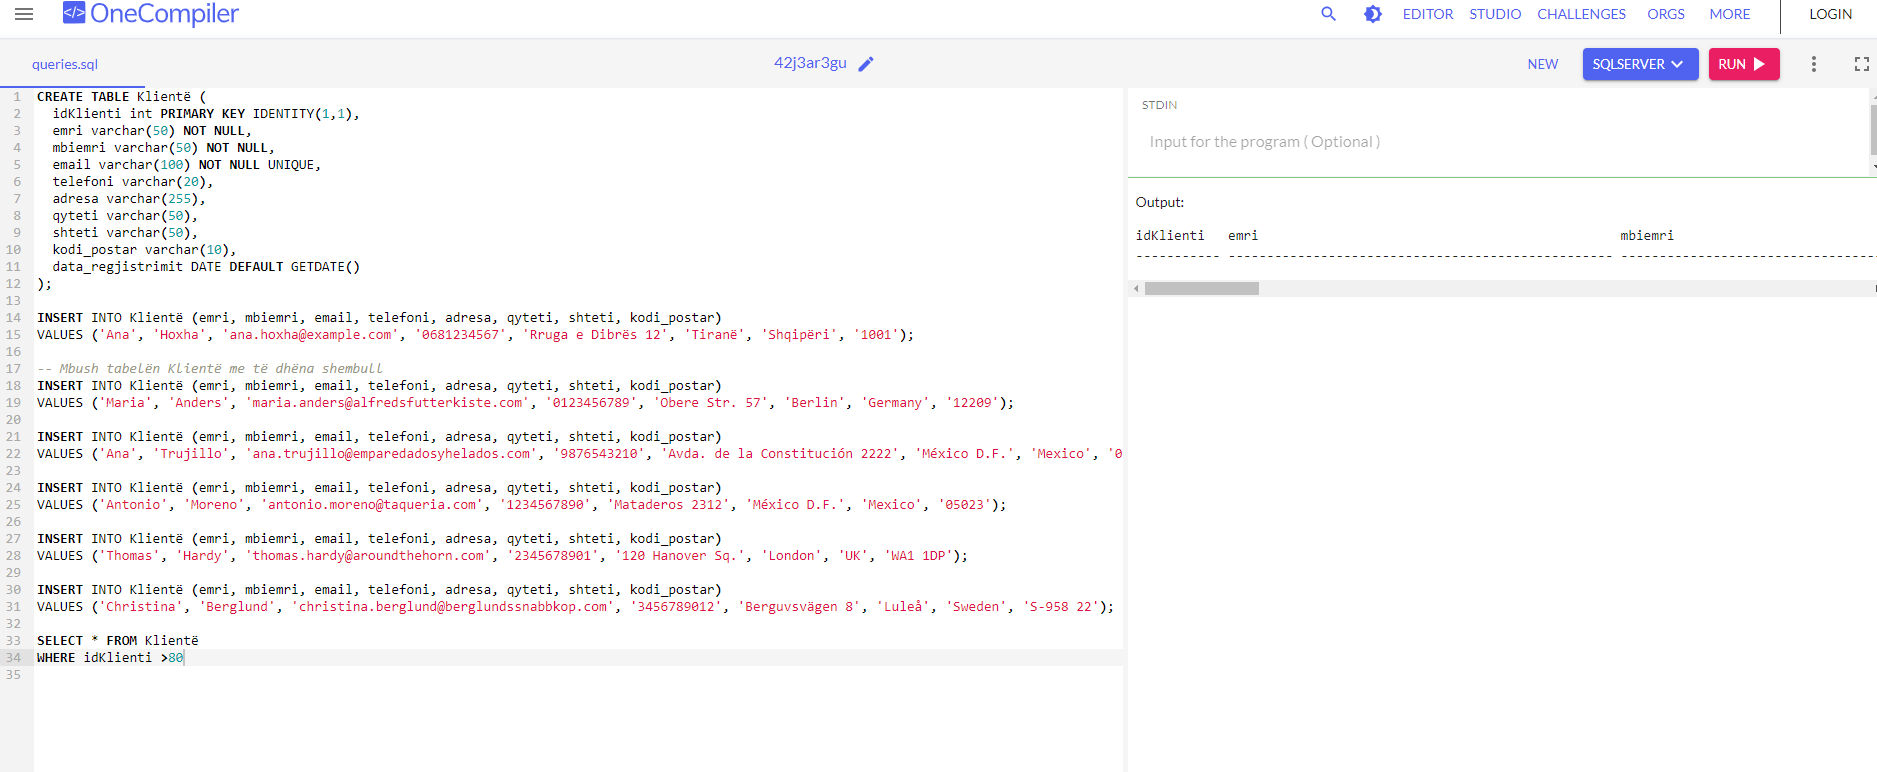 OneCompiler
EDITOR STUDIO CHALLENGES ORGS MORE LOGIN
queries.sql
42j3ar3gu
NEW SQLSERVER RUN
1 CREATE TABLE Klientë (
2 idKlienti int PRIMARY KEY IDENTITY(1,1),
3 emri varchar(50) NOT NULL,
4 mbiemri varchar(50) NOT NULL,
5 email varchar(100) NOT NULL UNIQUE,
6 telefoni varchar(20),
7 adresa varchar(255),
8 qyteti varchar(50),
9 shteti varchar(50),
10 kodi_postar varchar(10),
11 data_regjistrimit DATE DEFAULT GETDATE()
12 );
13
14 INSERT INTO Klientë (emri, mbiemri, email, telefoni, adresa, qyteti, shteti, kodi_postar)
15 VALUES ('Ana', 'Hoxha', 'ana.hoxha@example.com', '0681234567', 'Rruga e Dibrës 12', 'Tiranë', 'Shqipëri', '1001');
16
17 -- Mbush tabelën Klientë me të dhëna shembull
18 INSERT INTO Klientë (emri, mbiemri, email, telefoni, adresa, qyteti, shteti, kodi_postar)
19 VALUES ('Maria', 'Anders', 'maria.anders@alfredsfutterkiste.com', '0123456789', 'Obere Str. 57', 'Berlin', 'Germany', '12209');
20
21 INSERT INTO Klientë (emri, mbiemri, email, telefoni, adresa, qyteti, shteti, kodi_postar)
22 VALUES ('Ana', 'Trujillo', 'ana.trujillo@emparedadosyhelados.com', '9876543210', 'Avda. de la Constitución 2222', 'México D.F.', 'Mexico', '0
23
24 INSERT INTO Klientë (emri, mbiemri, email, telefoni, adresa, qyteti, shteti, kodi_postar)
25 VALUES ('Antonio', 'Moreno', 'antonio.moreno@taqueria.com', '1234567890', 'Mataderos 2312', 'México D.F.', 'Mexico', '05023');
26
27 INSERT INTO Klientë (emri, mbiemri, email, telefoni, adresa, qyteti, shteti, kodi_postar)
28 VALUES ('Thomas', 'Hardy', 'thomas.hardy@aroundthehorn.com', '2345678901', '120 Hanover Sq.', 'London', 'UK', 'WA1 1DP');
29
30 INSERT INTO Klientë (emri, mbiemri, email, telefoni, adresa, qyteti, shteti, kodi_postar)
31 VALUES ('Christina', 'Berglund', 'christina.berglund@berglundssnabbkop.com', '3456789012', 'Berguvsvägen 8', 'Luleå', 'Sweden', 'S-958 22');
32
33 SELECT * FROM Klientë
34 WHERE idKlienti >80
35
STDIN
Input for the program ( Optional )
Output:
idKlienti emri mbiemri
----------- -------------------------------------------------- ---------------------------------